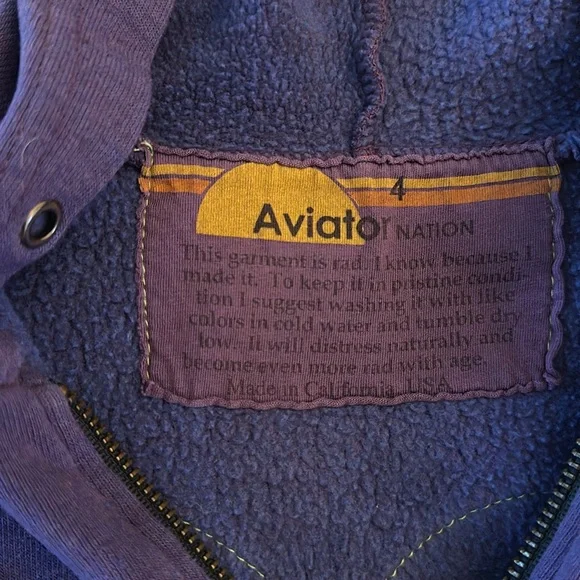 4
Aviator NATION
This garment is rad. I know because I
made it. To keep it in pristine condi-
tion I suggest washing it with like
colors in cold water and tumble dry
low. It will distress naturally and
become even more rad with age.
Made in California, USA